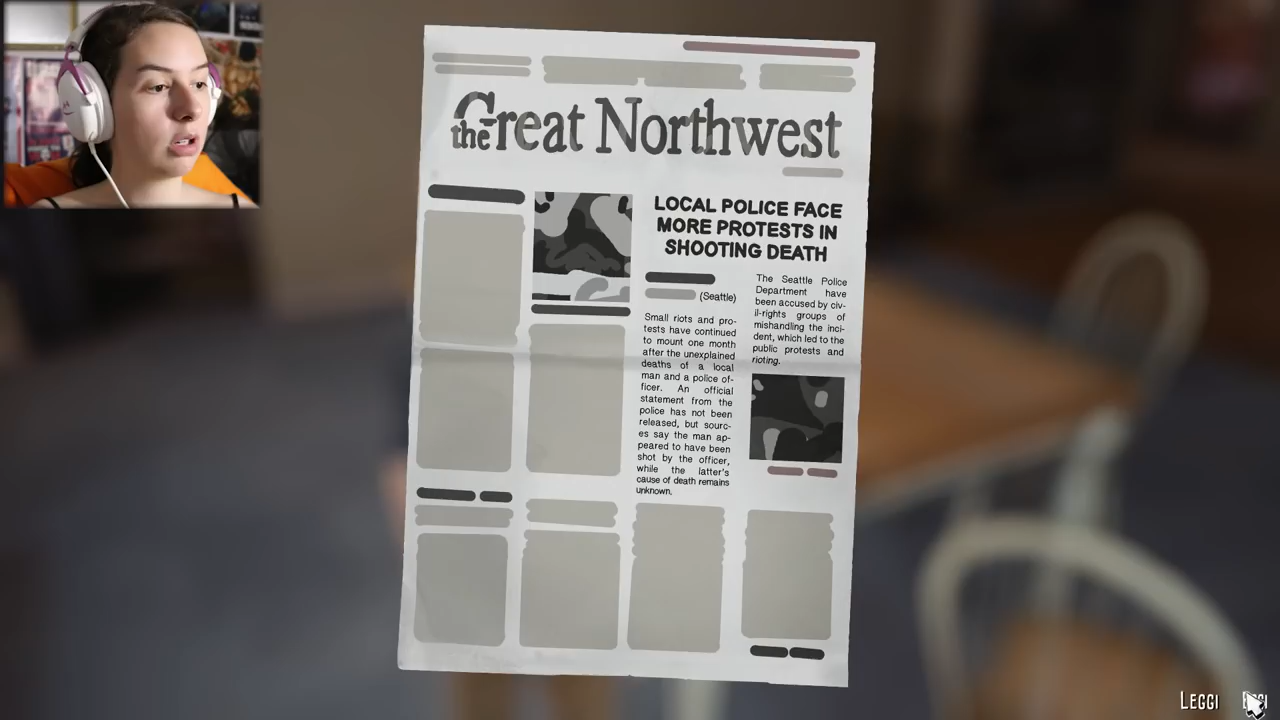 the Great Northwest
LOCAL POLICE FACE
MORE PROTESTS IN
SHOOTING DEATH
(Seattle)
Small riots and pro-
tests have continued
to mount one month
after the unexplained
deaths of a local
man and a police of-
ficer. An official
statement from the
police has not been
released, but sourc-
es say the man ap-
peared to have been
shot by the officer,
while the latter's
cause of death remains
unknown.
The Seattle Police
Department have
been accused by civ-
il-rights groups of
mishandling the inci-
dent, which led to the
public protests and
rioting.
LEGGI